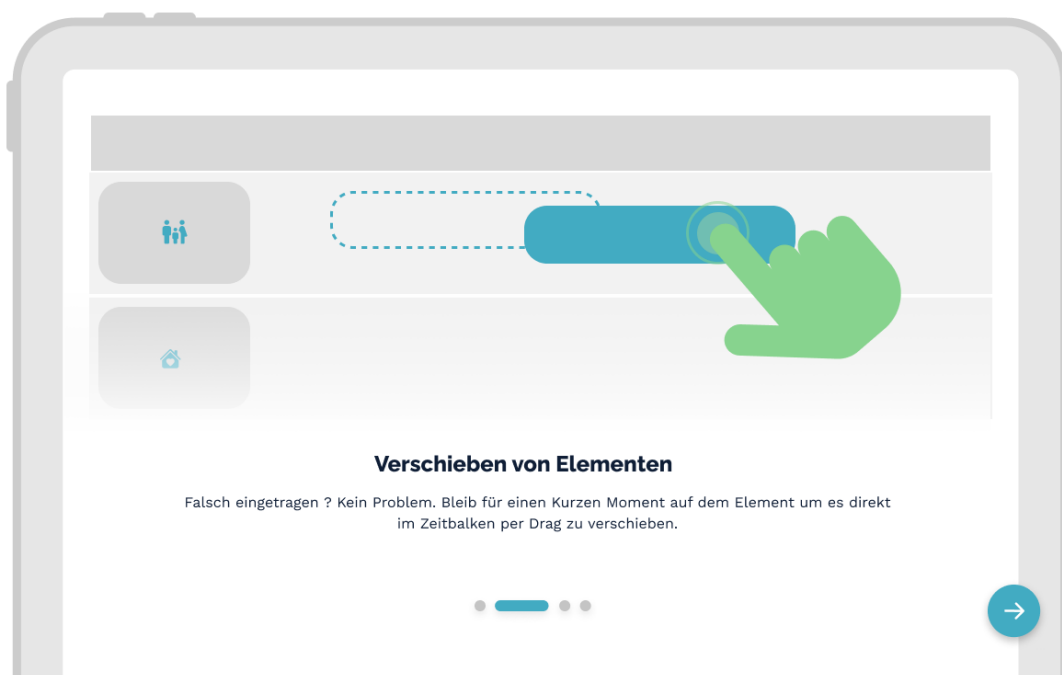 Verschieben von Elementen
Falsch eingetragen ? Kein Problem. Bleib für einen Kurzen Moment auf dem Element um es direkt
im Zeitbalken per Drag zu verschieben.